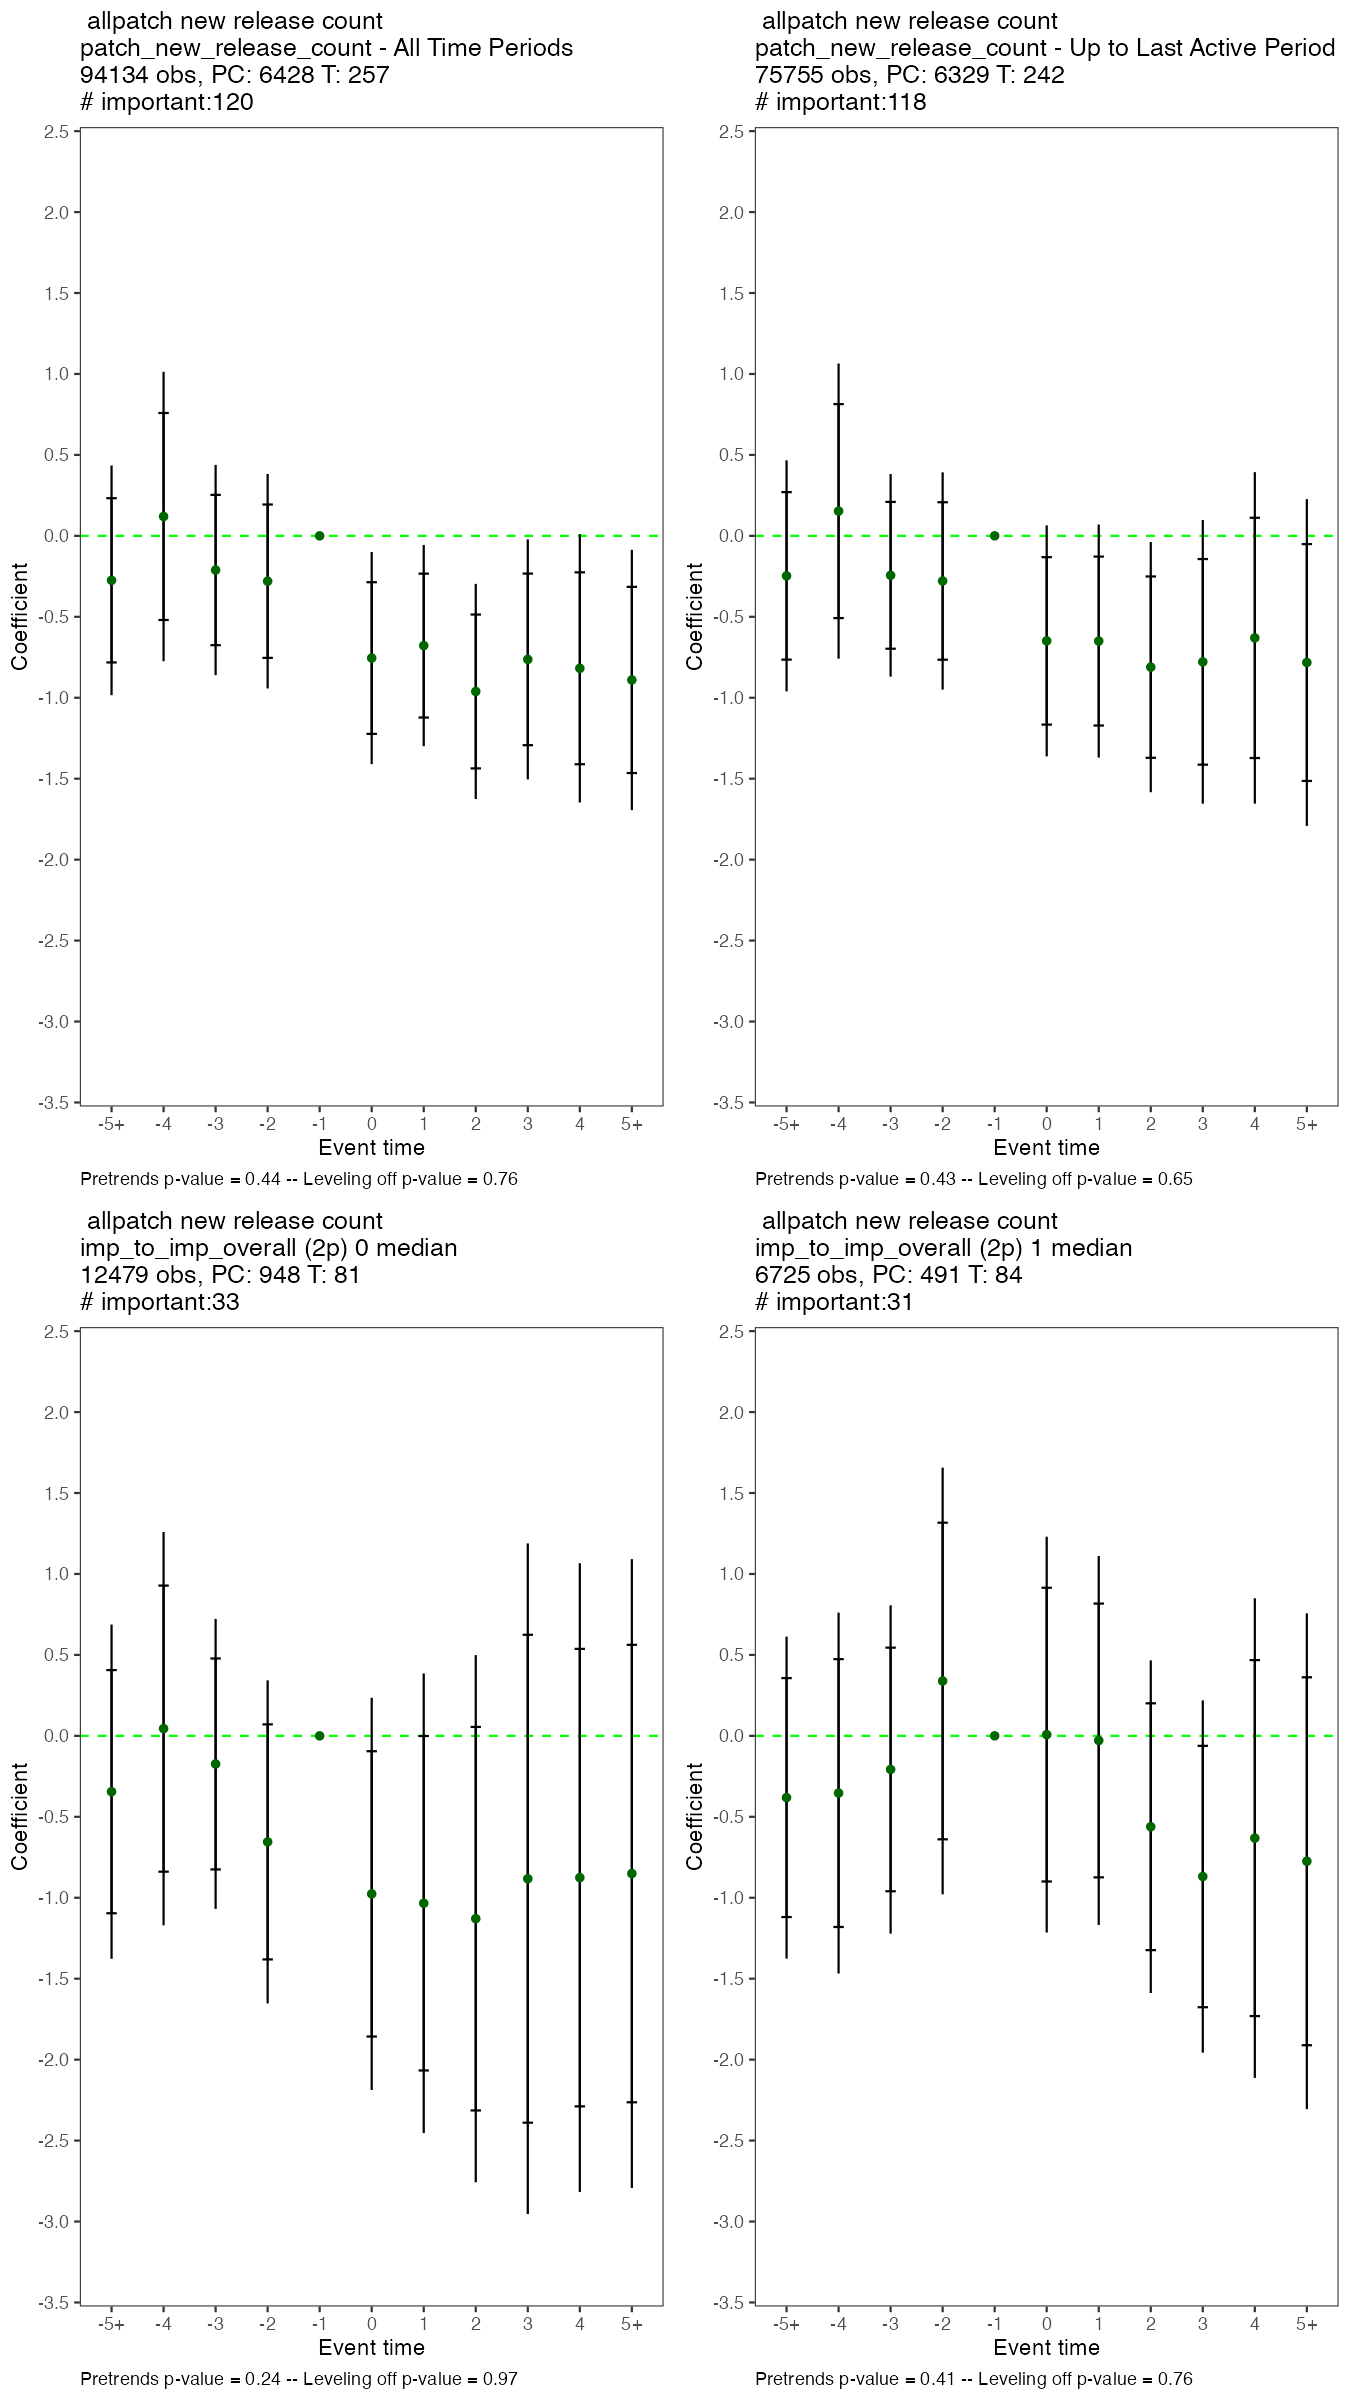 allpatch new release count
patch_new_release_count - All Time Periods
94134 obs, PC: 6428 T: 257
# important:120
2.5
2.0
1.5
1.0
0.5
0.0
-0.5
-1.0
-1.5
-2.0
-2.5
-3.0
-3.5
Coefficient
-5+ -4 -3 -2 -1 0 1 2 3 4 5+
Event time
Pretrends p-value = 0.44 -- Leveling off p-value = 0.76
allpatch new release count
patch_new_release_count - Up to Last Active Period
75755 obs, PC: 6329 T: 242
# important:118
2.5
2.0
1.5
1.0
0.5
0.0
-0.5
-1.0
-1.5
-2.0
-2.5
-3.0
-3.5
Coefficient
-5+ -4 -3 -2 -1 0 1 2 3 4 5+
Event time
Pretrends p-value = 0.43 -- Leveling off p-value = 0.65
allpatch new release count
imp_to_imp_overall (2p) 0 median
12479 obs, PC: 948 T: 81
# important:33
2.5
2.0
1.5
1.0
0.5
0.0
-0.5
-1.0
-1.5
-2.0
-2.5
-3.0
-3.5
Coefficient
-5+ -4 -3 -2 -1 0 1 2 3 4 5+
Event time
Pretrends p-value = 0.24 -- Leveling off p-value = 0.97
allpatch new release count
imp_to_imp_overall (2p) 1 median
6725 obs, PC: 491 T: 84
# important:31
2.5
2.0
1.5
1.0
0.5
0.0
-0.5
-1.0
-1.5
-2.0
-2.5
-3.0
-3.5
Coefficient
-5+ -4 -3 -2 -1 0 1 2 3 4 5+
Event time
Pretrends p-value = 0.41 -- Leveling off p-value = 0.76